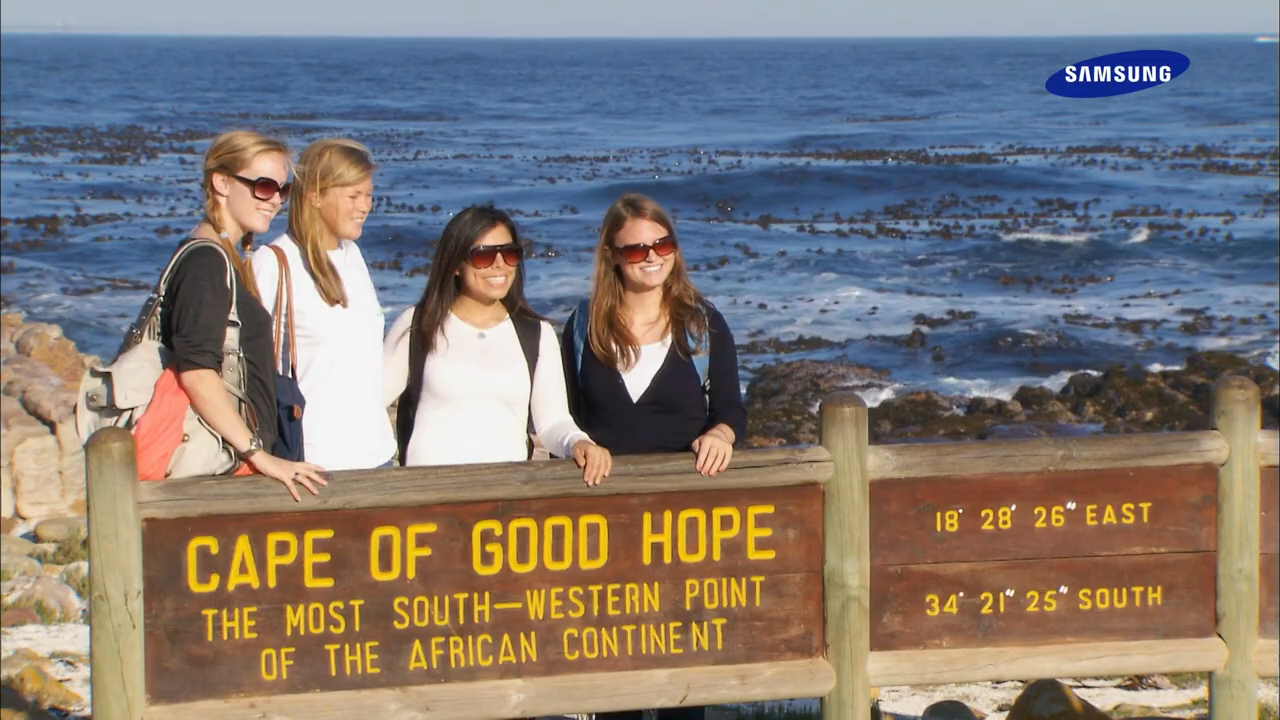 SAMSUNG
CAPE OF GOOD HOPE
THE MOST SOUTH-WESTERN POINT
OF THE AFRICAN CONTINENT
18° 28' 26" EAST
34° 21" 25" SOUTH